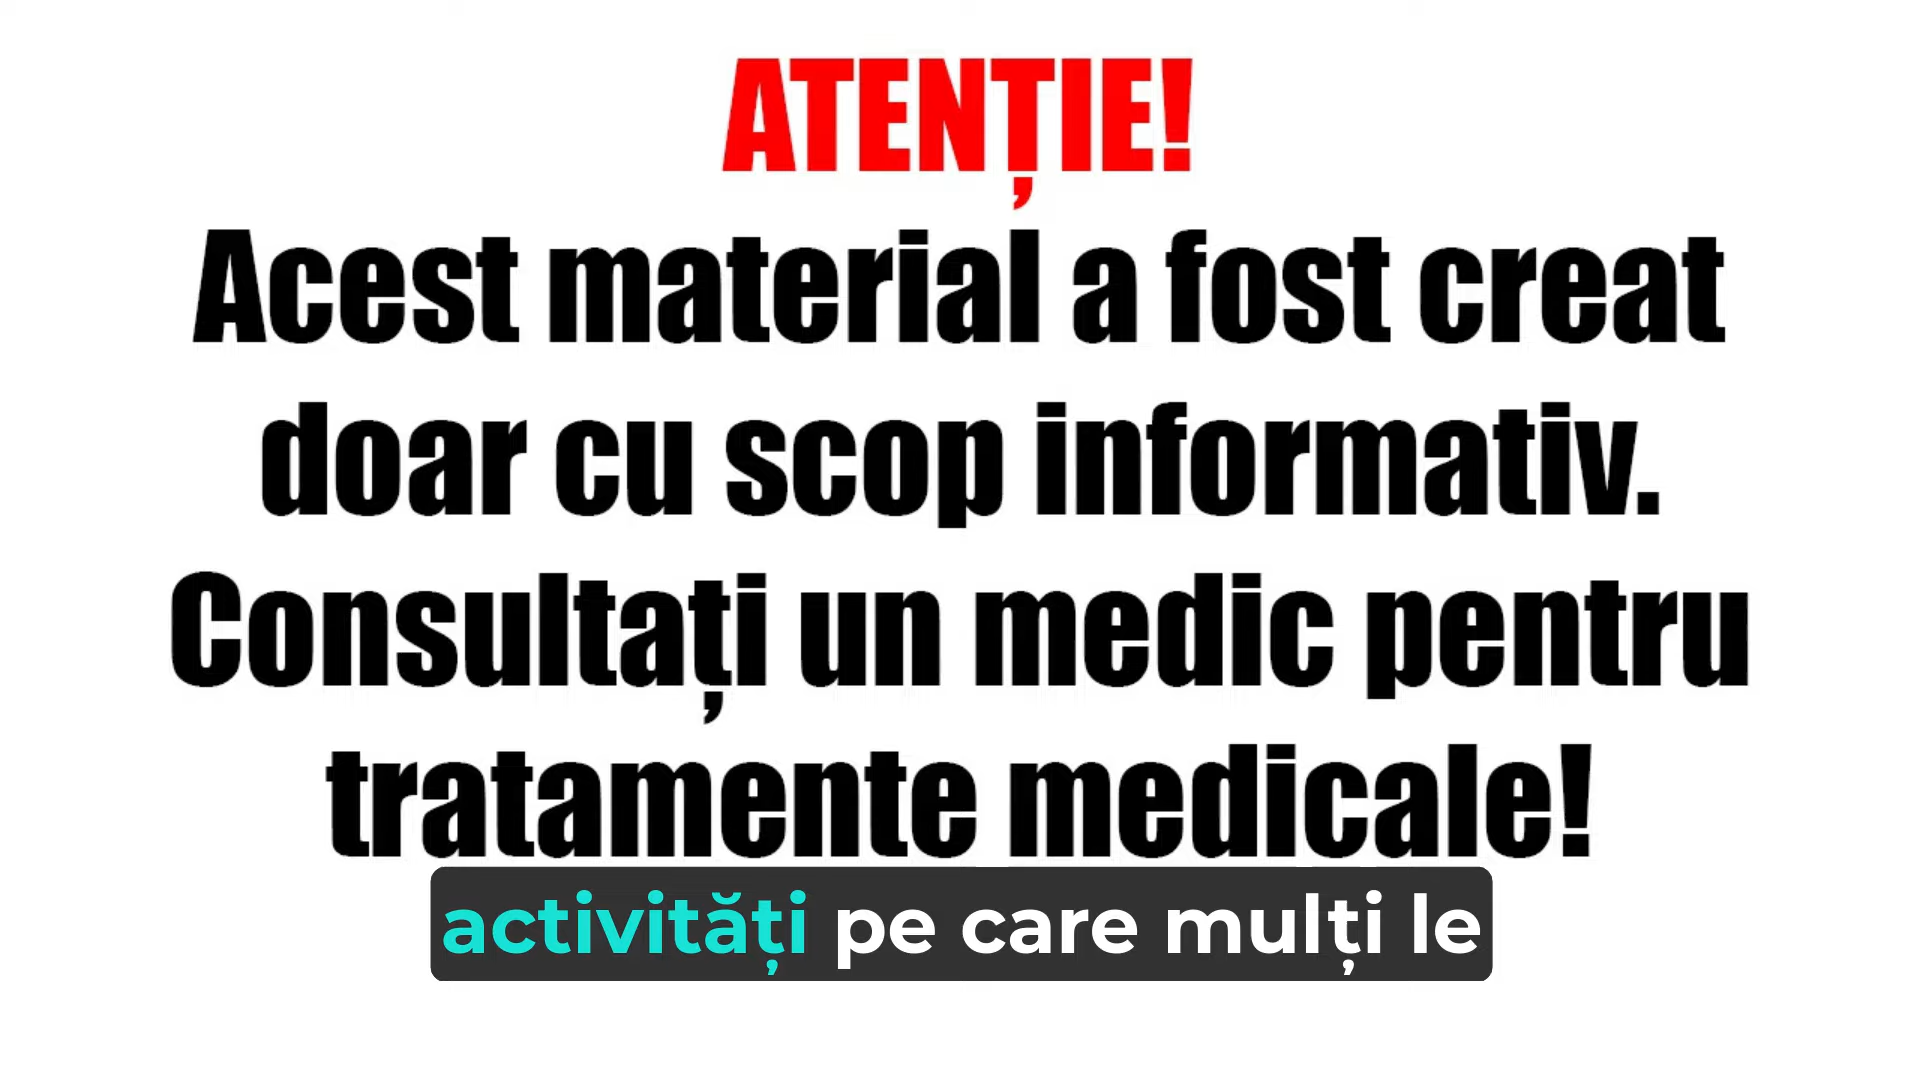 ATENȚIE!
Acest material a fost creat
doar cu scop informativ.
Consultați un medic pentru
tratamente medicale!
activități pe care mulți le